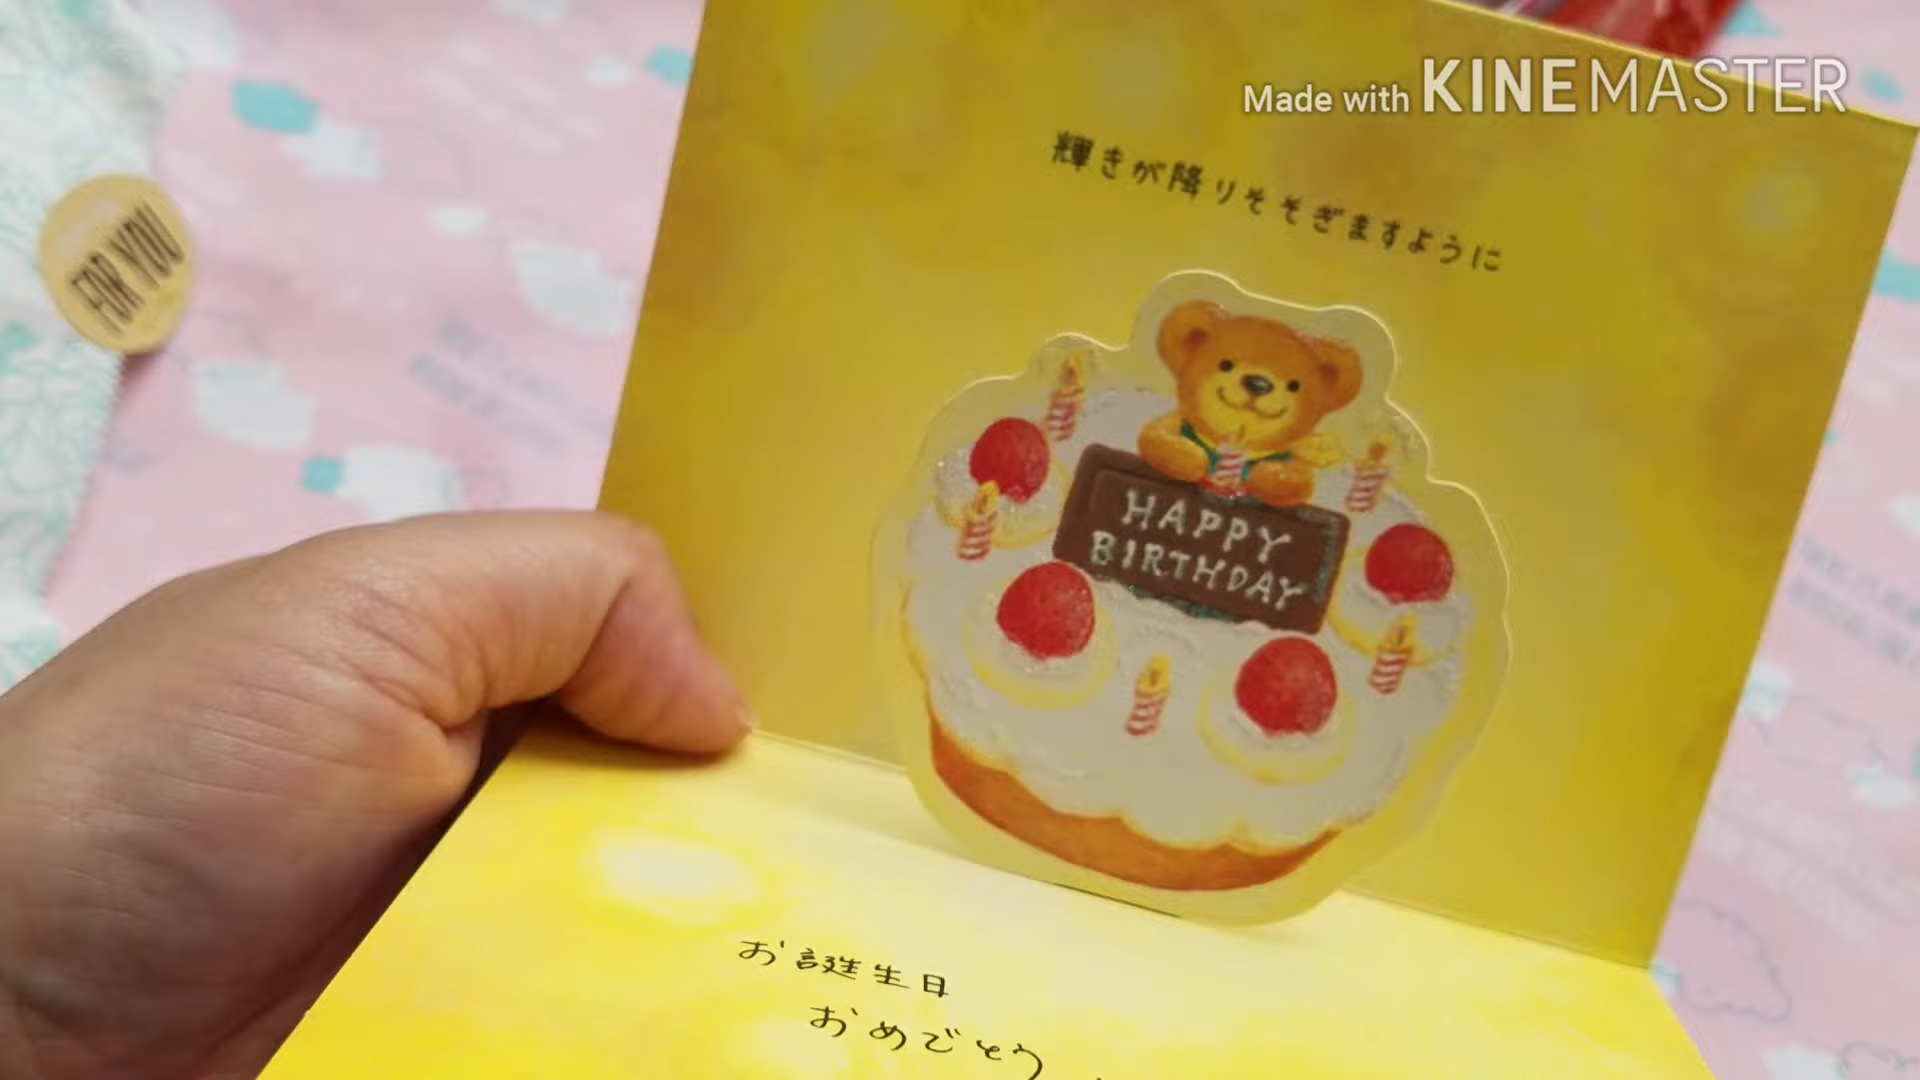 Made with KINEMASTER
輝きが降りそそぎますように
FOR YOU
HAPPY
BIRTHDAY
お誕生日
おめでとう